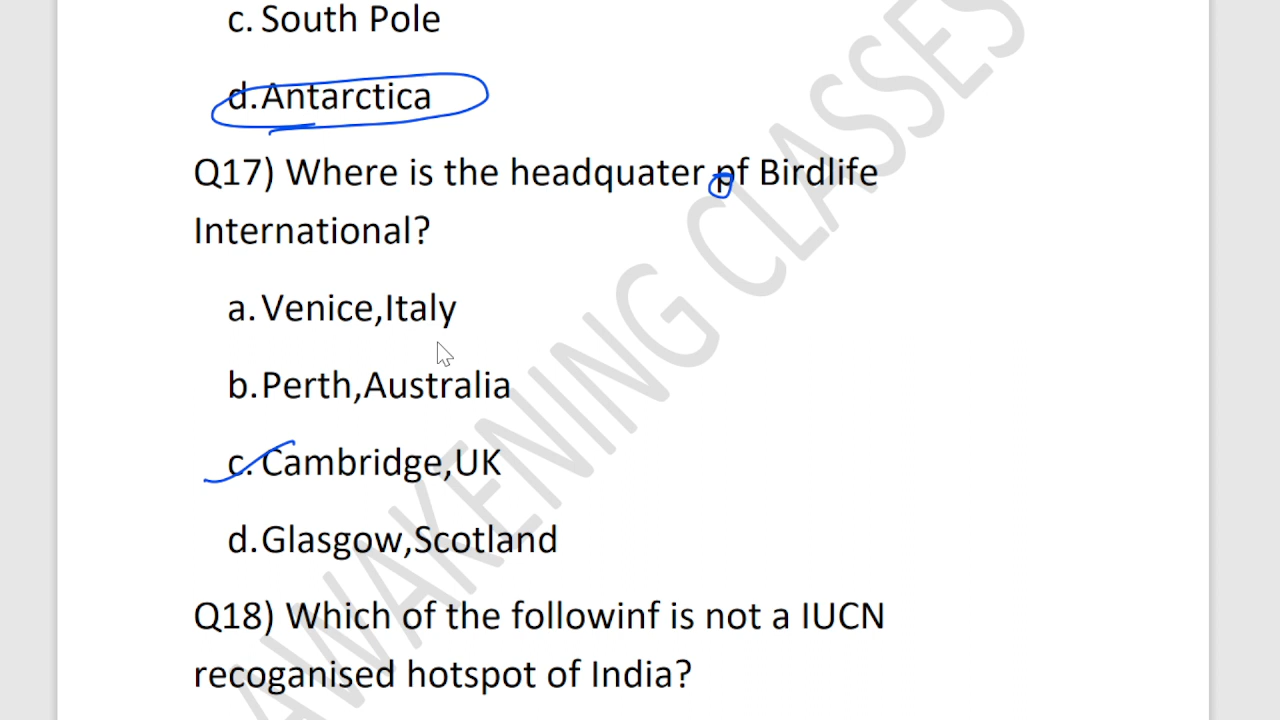 c. South Pole
d.Antarctica
Q17) Where is the headquater pf Birdlife
International?
a. Venice,Italy
b.Perth,Australia
c. Cambridge,UK
d.Glasgow,Scotland
Q18) Which of the followinf is not a IUCN
recoganised hotspot of India?
AWAKENING CLASSES